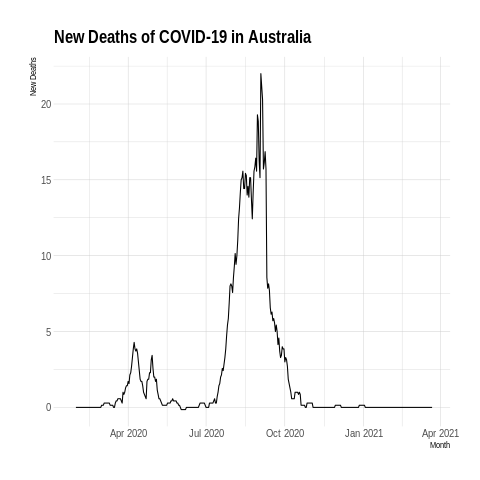 New Deaths of COVID-19 in Australia
New Deaths
20
15
10
5
0
Apr 2020 Jul 2020 Oct 2020 Jan 2021 Apr 2021
Month